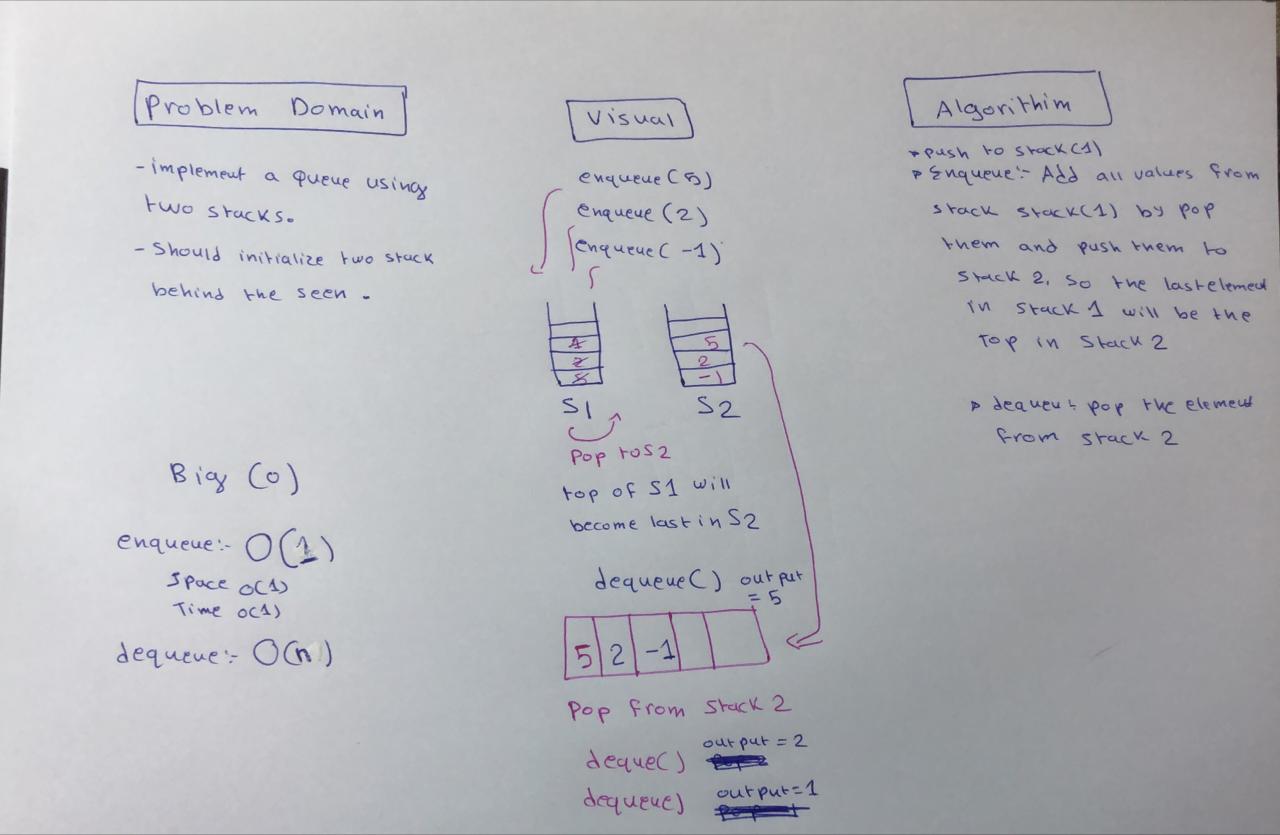 Problem Domain
- implement a Queue using
two stacks.
- Should initialize two stack
behind the seen .
Big (o)
enqueue:- O(1)
Space o(1)
Time o(1)
dequeue:- O(n)
Visual
enqueue(5)
enqueue(2)
enqueue( -1)
5
2
2
-1
S1
S2
Pop to S2
top of S1 will
become last in S2
dequeue() output
= 5
5 2 -1
Pop from Stack 2
deque() output = 2
dequeue) output=1
Algorithim
push to stack(1)
Enqueue:- Add all values from
stack stack(1) by pop
them and push them to
stack 2, so the last element
in stack 1 will be the
Top in Stack 2
pop the element
from stack 2